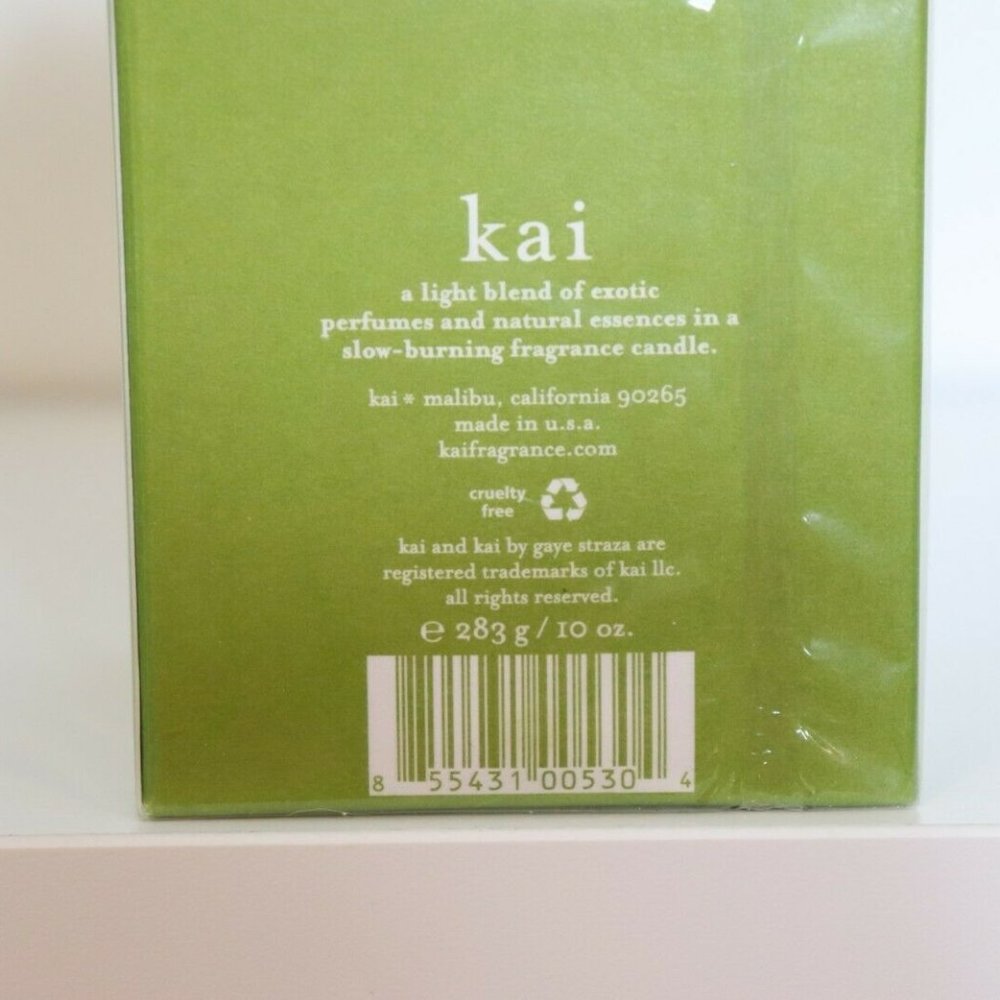 kai
a light blend of exotic
perfumes and natural essences in a
slow-burning fragrance candle.
kai * malibu, california 90265
made in u.s.a.
kaifragrance.com
cruelty
free
kai and kai by gaye straza are
registered trademarks of kai llc.
all rights reserved.
℮ 283 g / 10 oz.
8 55431 00530 4